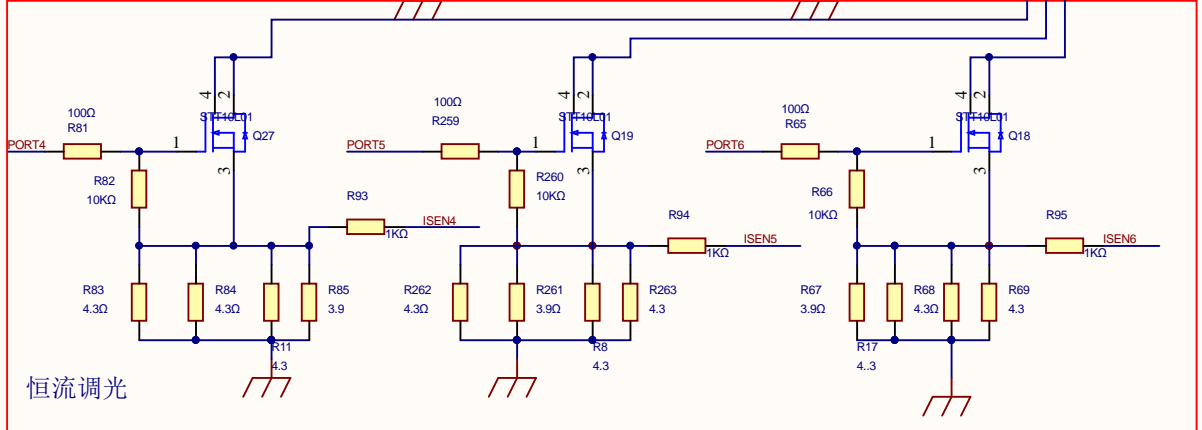 100Ω
R81
PORT4
4
2
STT10L01
Q27
1
3
R82
10KΩ
R93
1KΩ
ISEN4
R83
4.3Ω
R84
4.3Ω
R11
4.3
R85
3.9
100Ω
R259
PORT5
4
2
STT10L01
Q19
1
3
R260
10KΩ
R94
1KΩ
ISEN5
R262
4.3Ω
R261
3.9Ω
R8
4.3
R263
4.3
100Ω
R65
PORT6
4
2
STT10L01
Q18
1
3
R66
10KΩ
R95
1KΩ
ISEN6
R67
3.9Ω
R17
4..3
R68
4.3Ω
R69
4.3
恒流调光